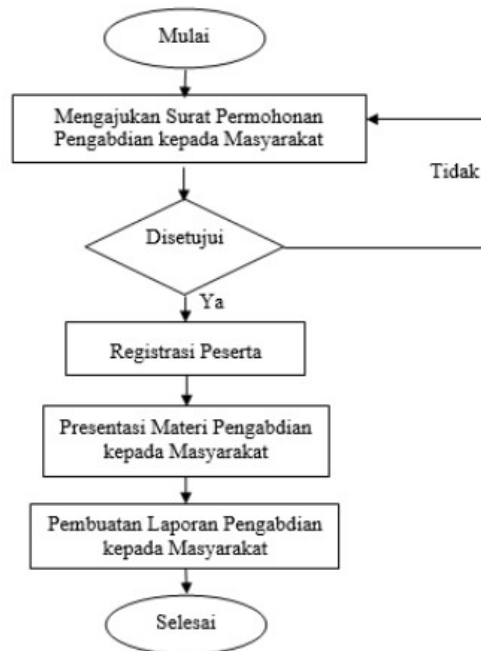 Mulai
Mengajukan Surat Permohonan
Pengabdian kepada Masyarakat
Tidak
Disetujui
Ya
Registrasi Peserta
Presentasi Materi Pengabdian
kepada Masyarakat
Pembuatan Laporan Pengabdian
kepada Masyarakat
Selesai